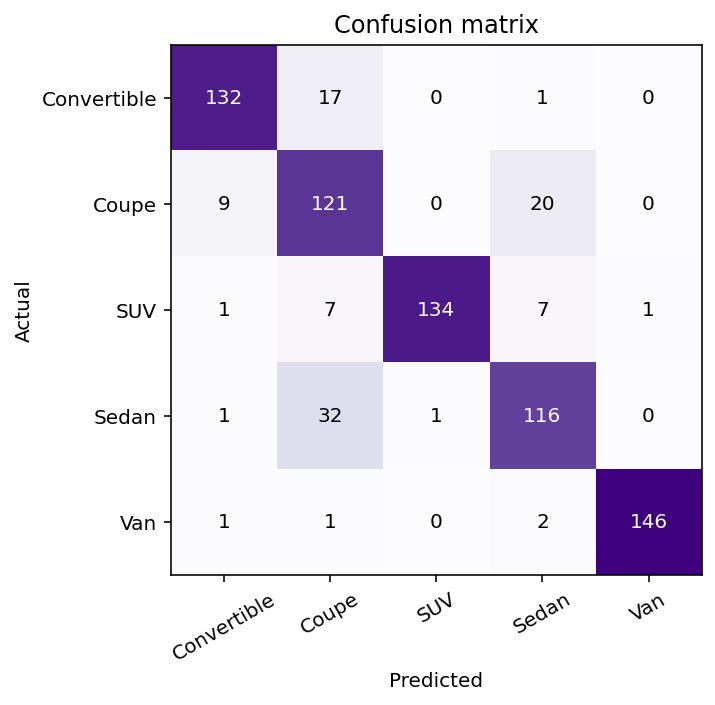 Confusion matrix
Convertible 132 17 0 1 0
Coupe 9 121 0 20 0
SUV 1 7 134 7 1
Sedan 1 32 1 116 0
Van 1 1 0 2 146
Actual
Convertible Coupe SUV Sedan Van
Predicted